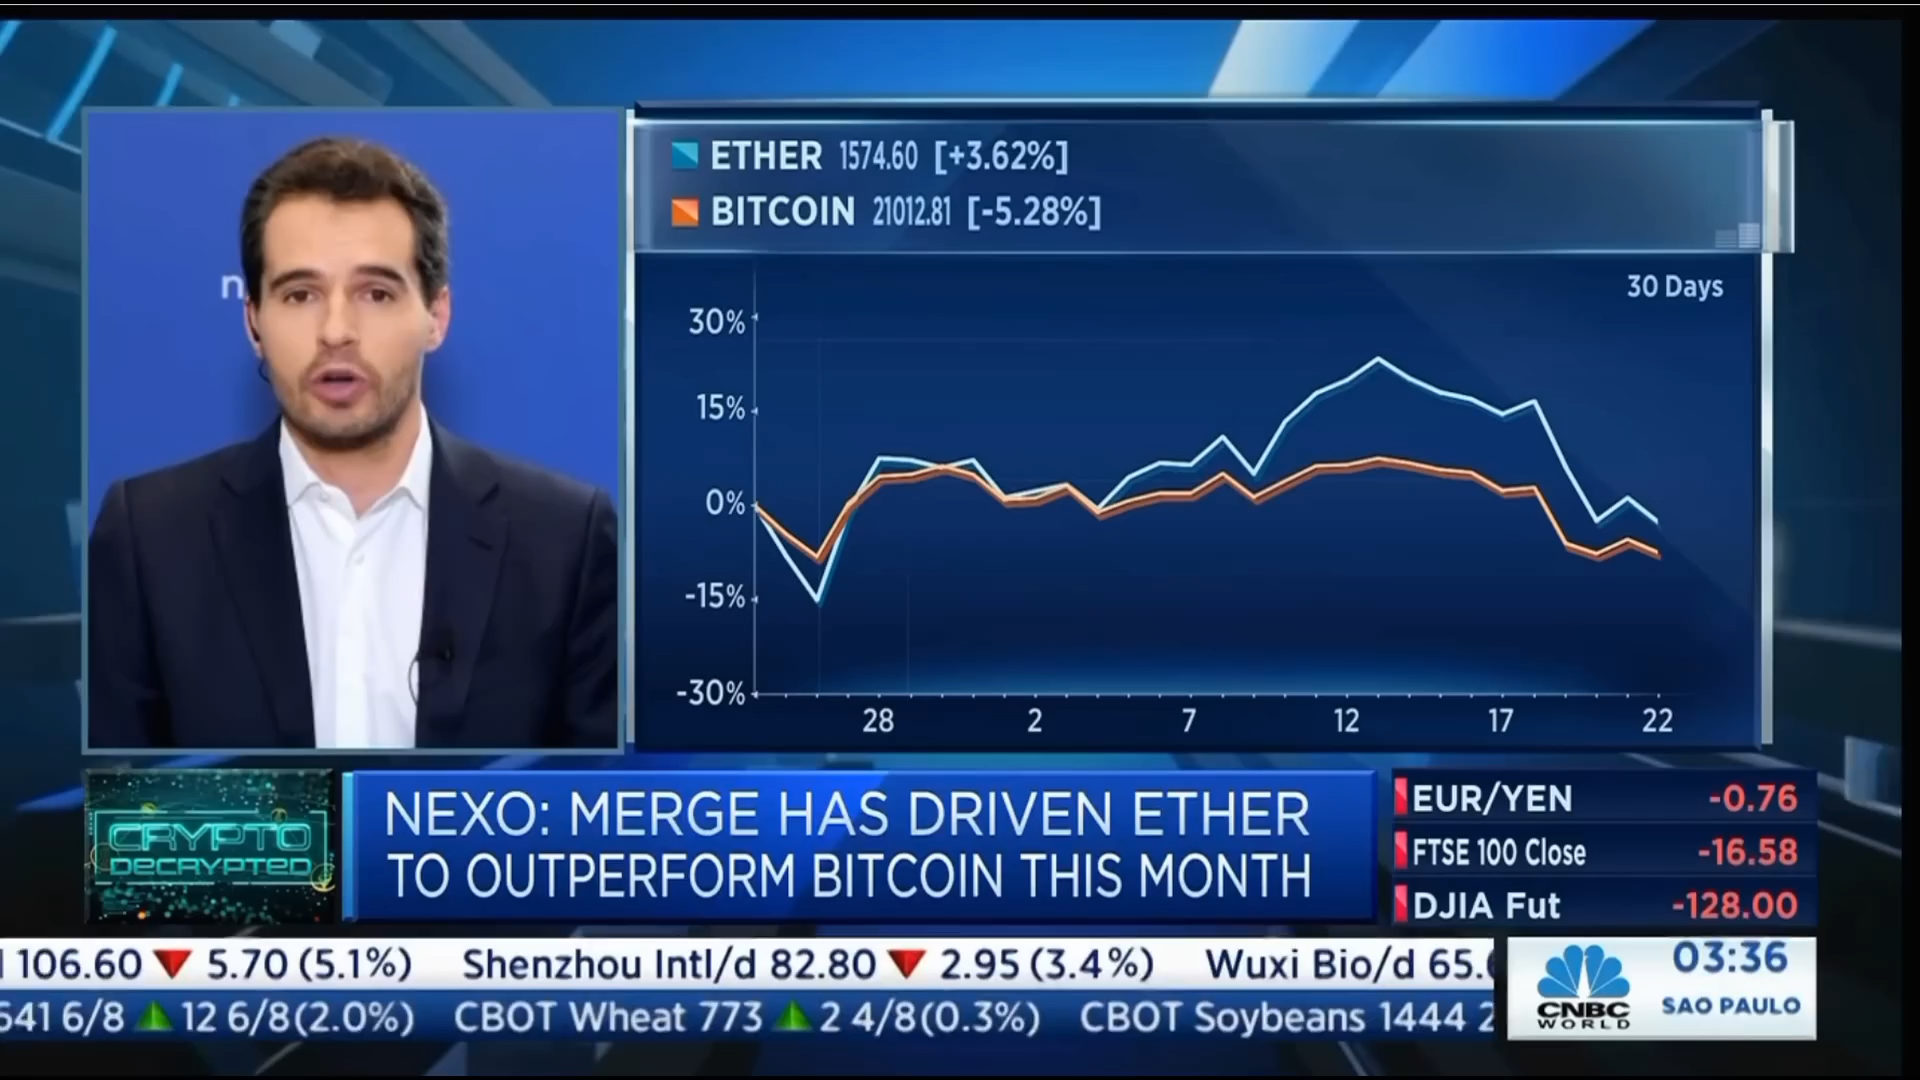 n
ETHER 1574.60 [+3.62%]
BITCOIN 21012.81 [-5.28%]
30 Days
30%
15%
0%
-15%
-30%
28 2 7 12 17 22
CRYPTO
DECRYPTED
NEXO: MERGE HAS DRIVEN ETHER
TO OUTPERFORM BITCOIN THIS MONTH
EUR/YEN -0.76
FTSE 100 Close -16.58
DJIA Fut -128.00
106.60 ▼ 5.70 (5.1%) Shenzhou Intl/d 82.80 ▼ 2.95 (3.4%) Wuxi Bio/d 65.
641 6/8 ▲ 12 6/8(2.0%) CBOT Wheat 773 ▲ 2 4/8(0.3%) CBOT Soybeans 1444 2
CNBC
WORLD
03:36
SAO PAULO